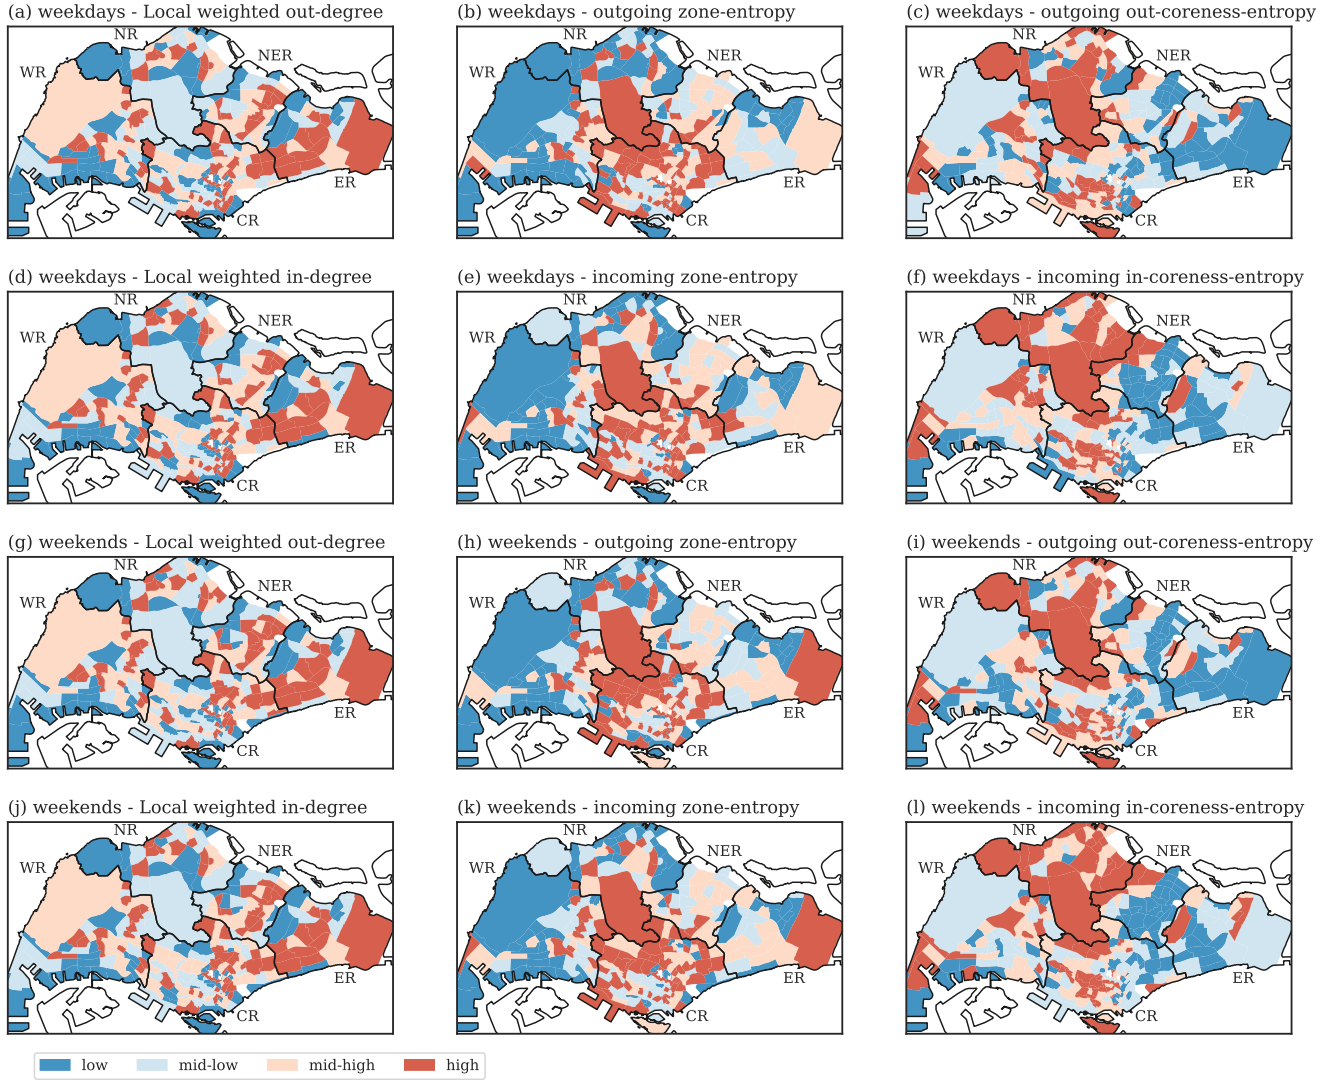 (a) weekdays - Local weighted out-degree
(b) weekdays - outgoing zone-entropy
(c) weekdays - outgoing out-coreness-entropy
NR
NER
WR
ER
CR
NR
NER
WR
ER
CR
NR
NER
WR
ER
CR
(d) weekdays - Local weighted in-degree
(e) weekdays - incoming zone-entropy
(f) weekdays - incoming in-coreness-entropy
NR
NER
WR
ER
CR
NR
NER
WR
ER
CR
NR
NER
WR
ER
CR
(g) weekends - Local weighted out-degree
(h) weekends - outgoing zone-entropy
(i) weekends - outgoing out-coreness-entropy
NR
NER
WR
ER
CR
NR
NER
WR
ER
CR
NR
NER
WR
ER
CR
(j) weekends - Local weighted in-degree
(k) weekends - incoming zone-entropy
(l) weekends - incoming in-coreness-entropy
NR
NER
WR
ER
CR
NR
NER
WR
ER
CR
NR
NER
WR
ER
CR
low
mid-low
mid-high
high